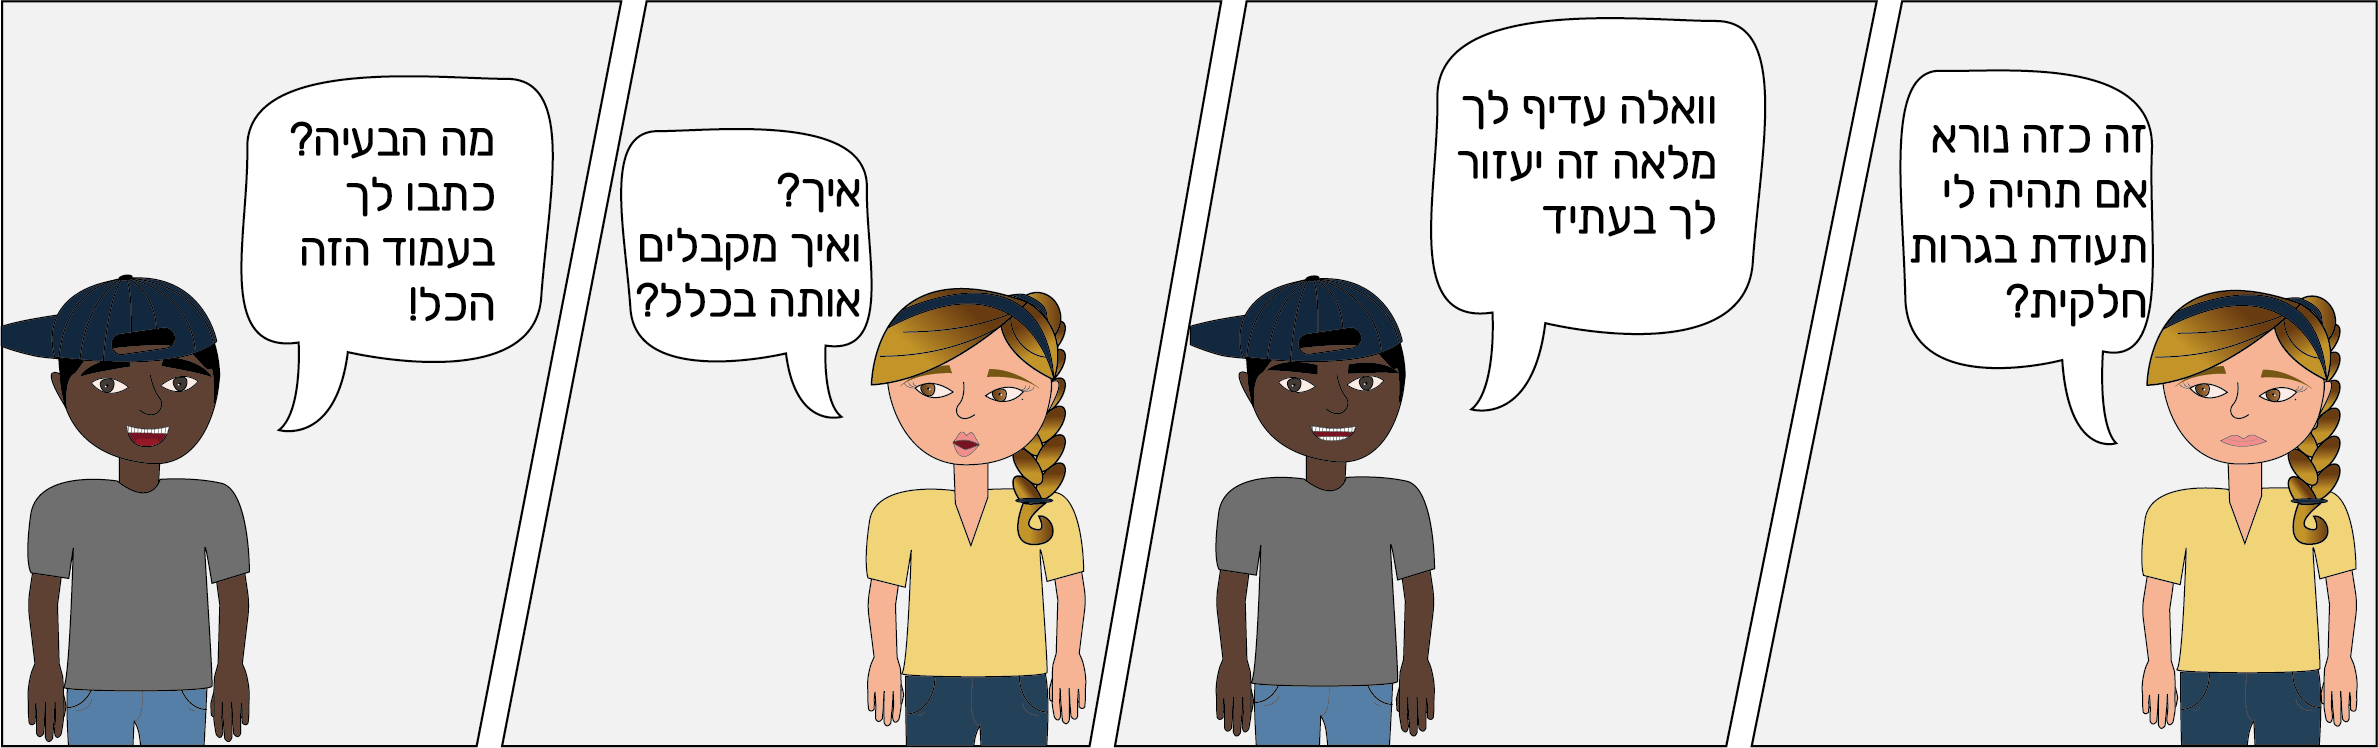 זה כזה נורא
אם תהיה לי
תעודת בגרות
חלקית?
וואלה עדיף לך
מלאה זה יעזור
לך בעתיד
איך?
ואיך מקבלים
אותה בכלל?
מה הבעיה?
כתבו לך
בעמוד הזה
הכל!